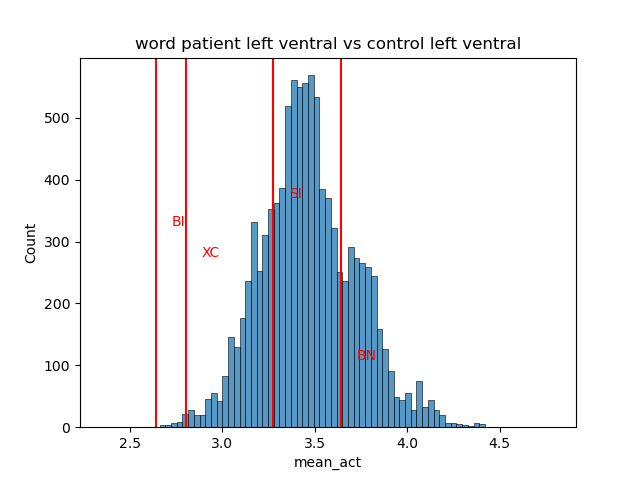 word patient left ventral vs control left ventral
Count
500
400
300
200
100
0
BI
XC
SI
BN
2.5 3.0 3.5 4.0 4.5
mean_act